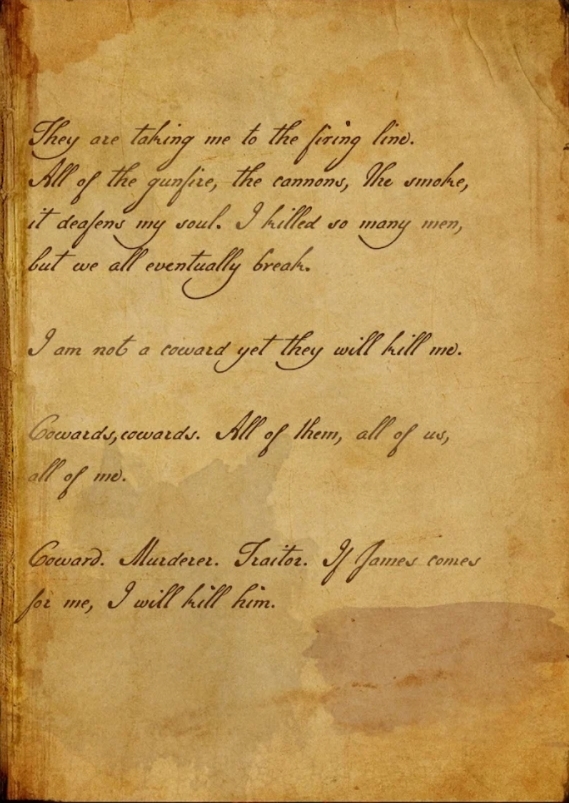 They are taking me to the firing line.
All of the gunfire, the cannons, the smoke,
it deafens my soul. I killed so many men,
but we all eventually break.
I am not a coward yet they will kill me.
Cowards, cowards. All of them, all of us,
all of me.
Coward. Murderer. Traitor. If James comes
for me, I will kill him.